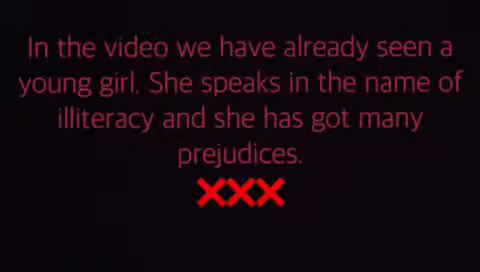 In the video we have already seen a
young girl. She speaks in the name of
illiteracy and she has got many
prejudices.
❌❌❌